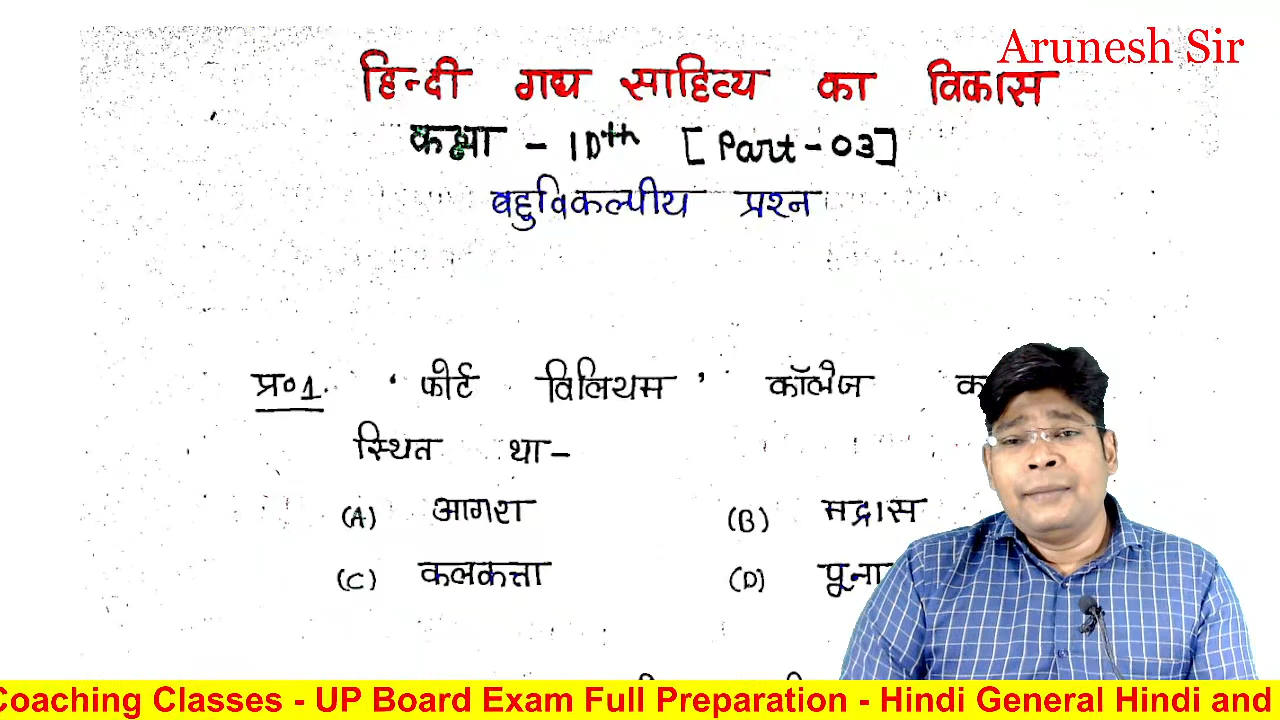 Arunesh Sir
हिन्दी गद्य साहित्य का विकास
कक्षा - 10th [Part-03]
बहुविकल्पीय प्रश्न
प्र०1. 'फोर्ट विलियम' कॉलेज
स्थित था-
(A) आगरा (B) मद्रास
(C) कलकत्ता (D) पूना
Coaching Classes - UP Board Exam Full Preparation - Hindi General Hindi and